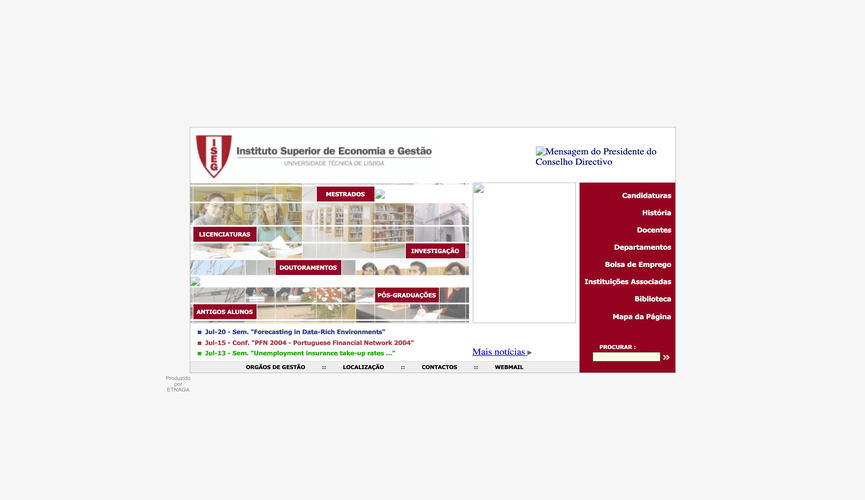 ISEG
Instituto Superior de Economia e Gestão
UNIVERSIDADE TÉCNICA DE LISBOA
Mensagem do Presidente do
Conselho Directivo
MESTRADOS
LICENCIATURAS
INVESTIGAÇÃO
DOUTORAMENTOS
PÓS-GRADUAÇÕES
ANTIGOS ALUNOS
Candidaturas
História
Docentes
Departamentos
Bolsa de Emprego
Instituições Associadas
Biblioteca
Mapa da Página
PROCURAR :
Jul-20 - Sem. "Forecasting in Data-Rich Environments"
Jul-15 - Conf. "PFN 2004 - Portuguese Financial Network 2004"
Jul-13 - Sem. "Unemployment insurance take-up rates ..."
Mais notícias
ORGÃOS DE GESTÃO :: LOCALIZAÇÃO :: CONTACTOS :: WEBMAIL
Produzido
por
ETNAGA